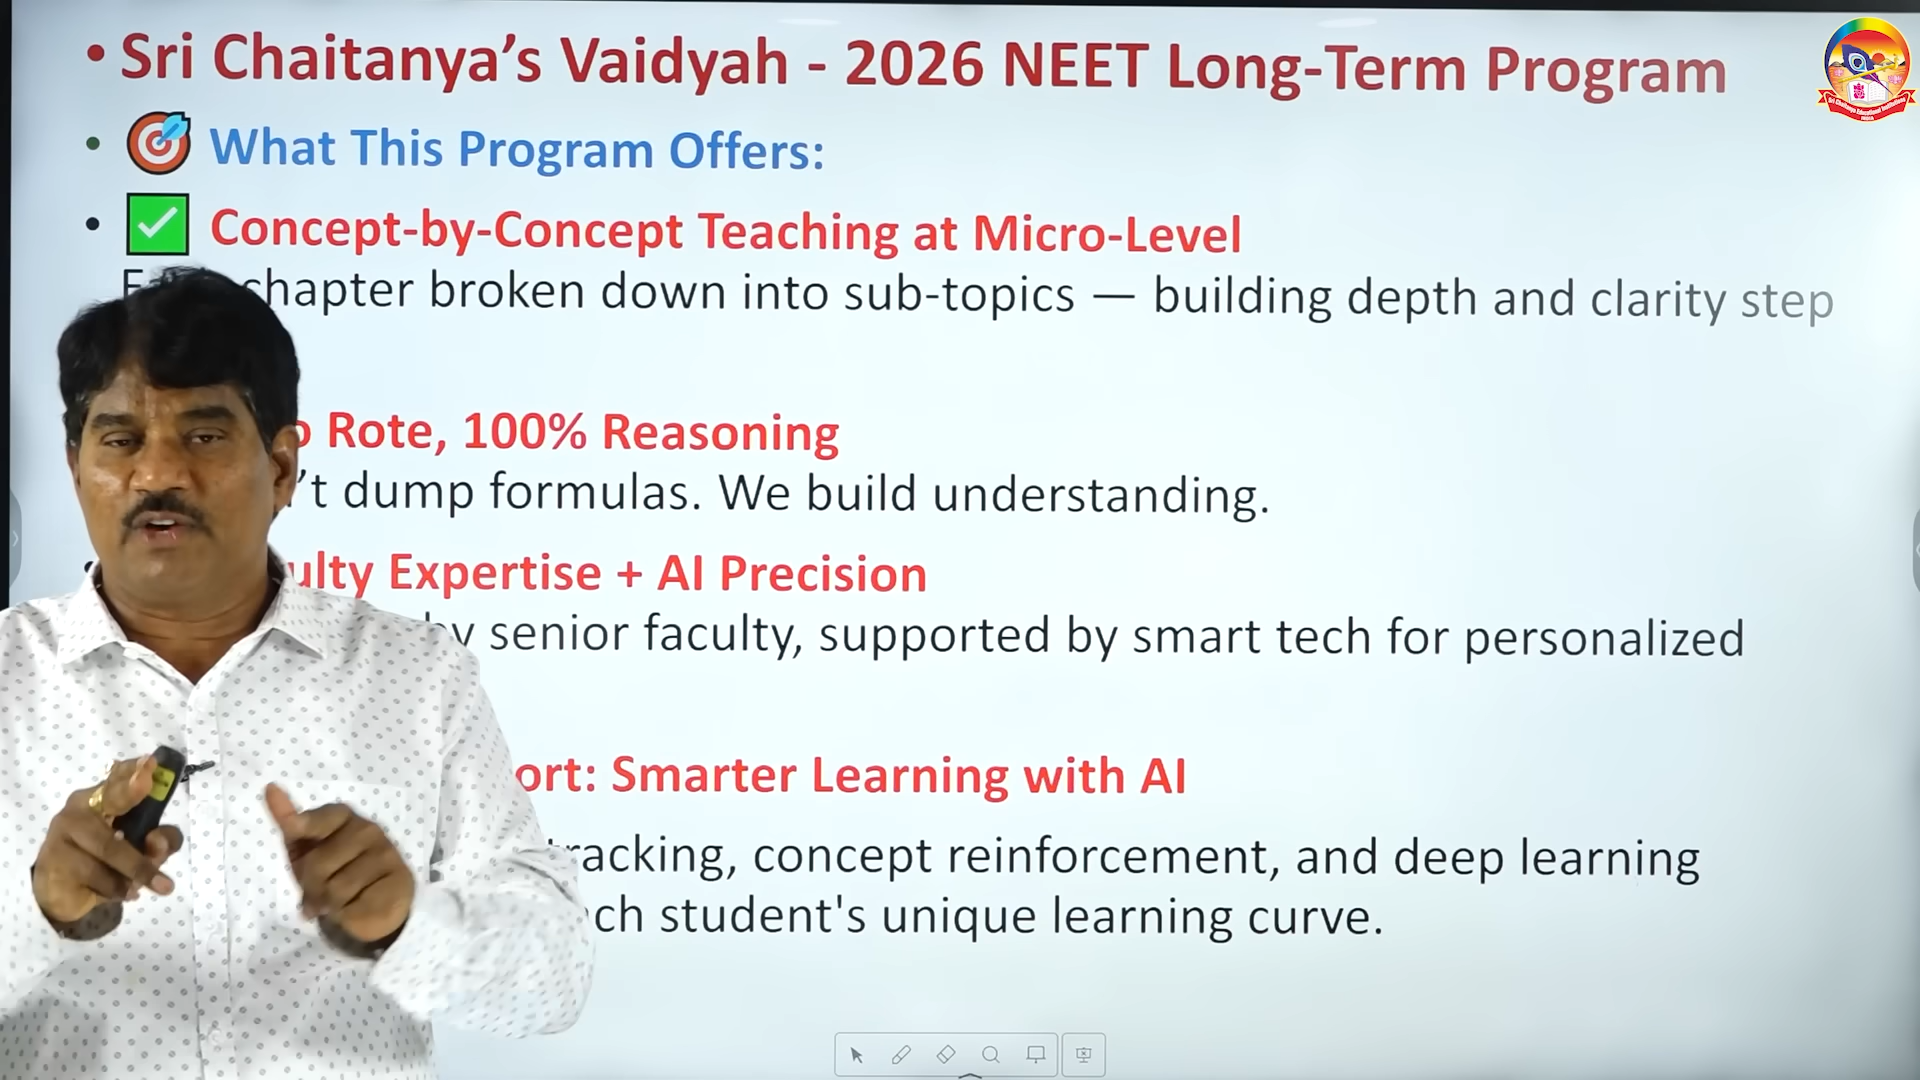 • Sri Chaitanya’s Vaidyah - 2026 NEET Long-Term Program
• 🎯 What This Program Offers:
• ✅ Concept-by-Concept Teaching at Micro-Level
chapter broken down into sub-topics — building depth and clarity step
Rote, 100% Reasoning
’t dump formulas. We build understanding.
Expertise + AI Precision
senior faculty, supported by smart tech for personalized
Smarter Learning with AI
tracking, concept reinforcement, and deep learning
student's unique learning curve.